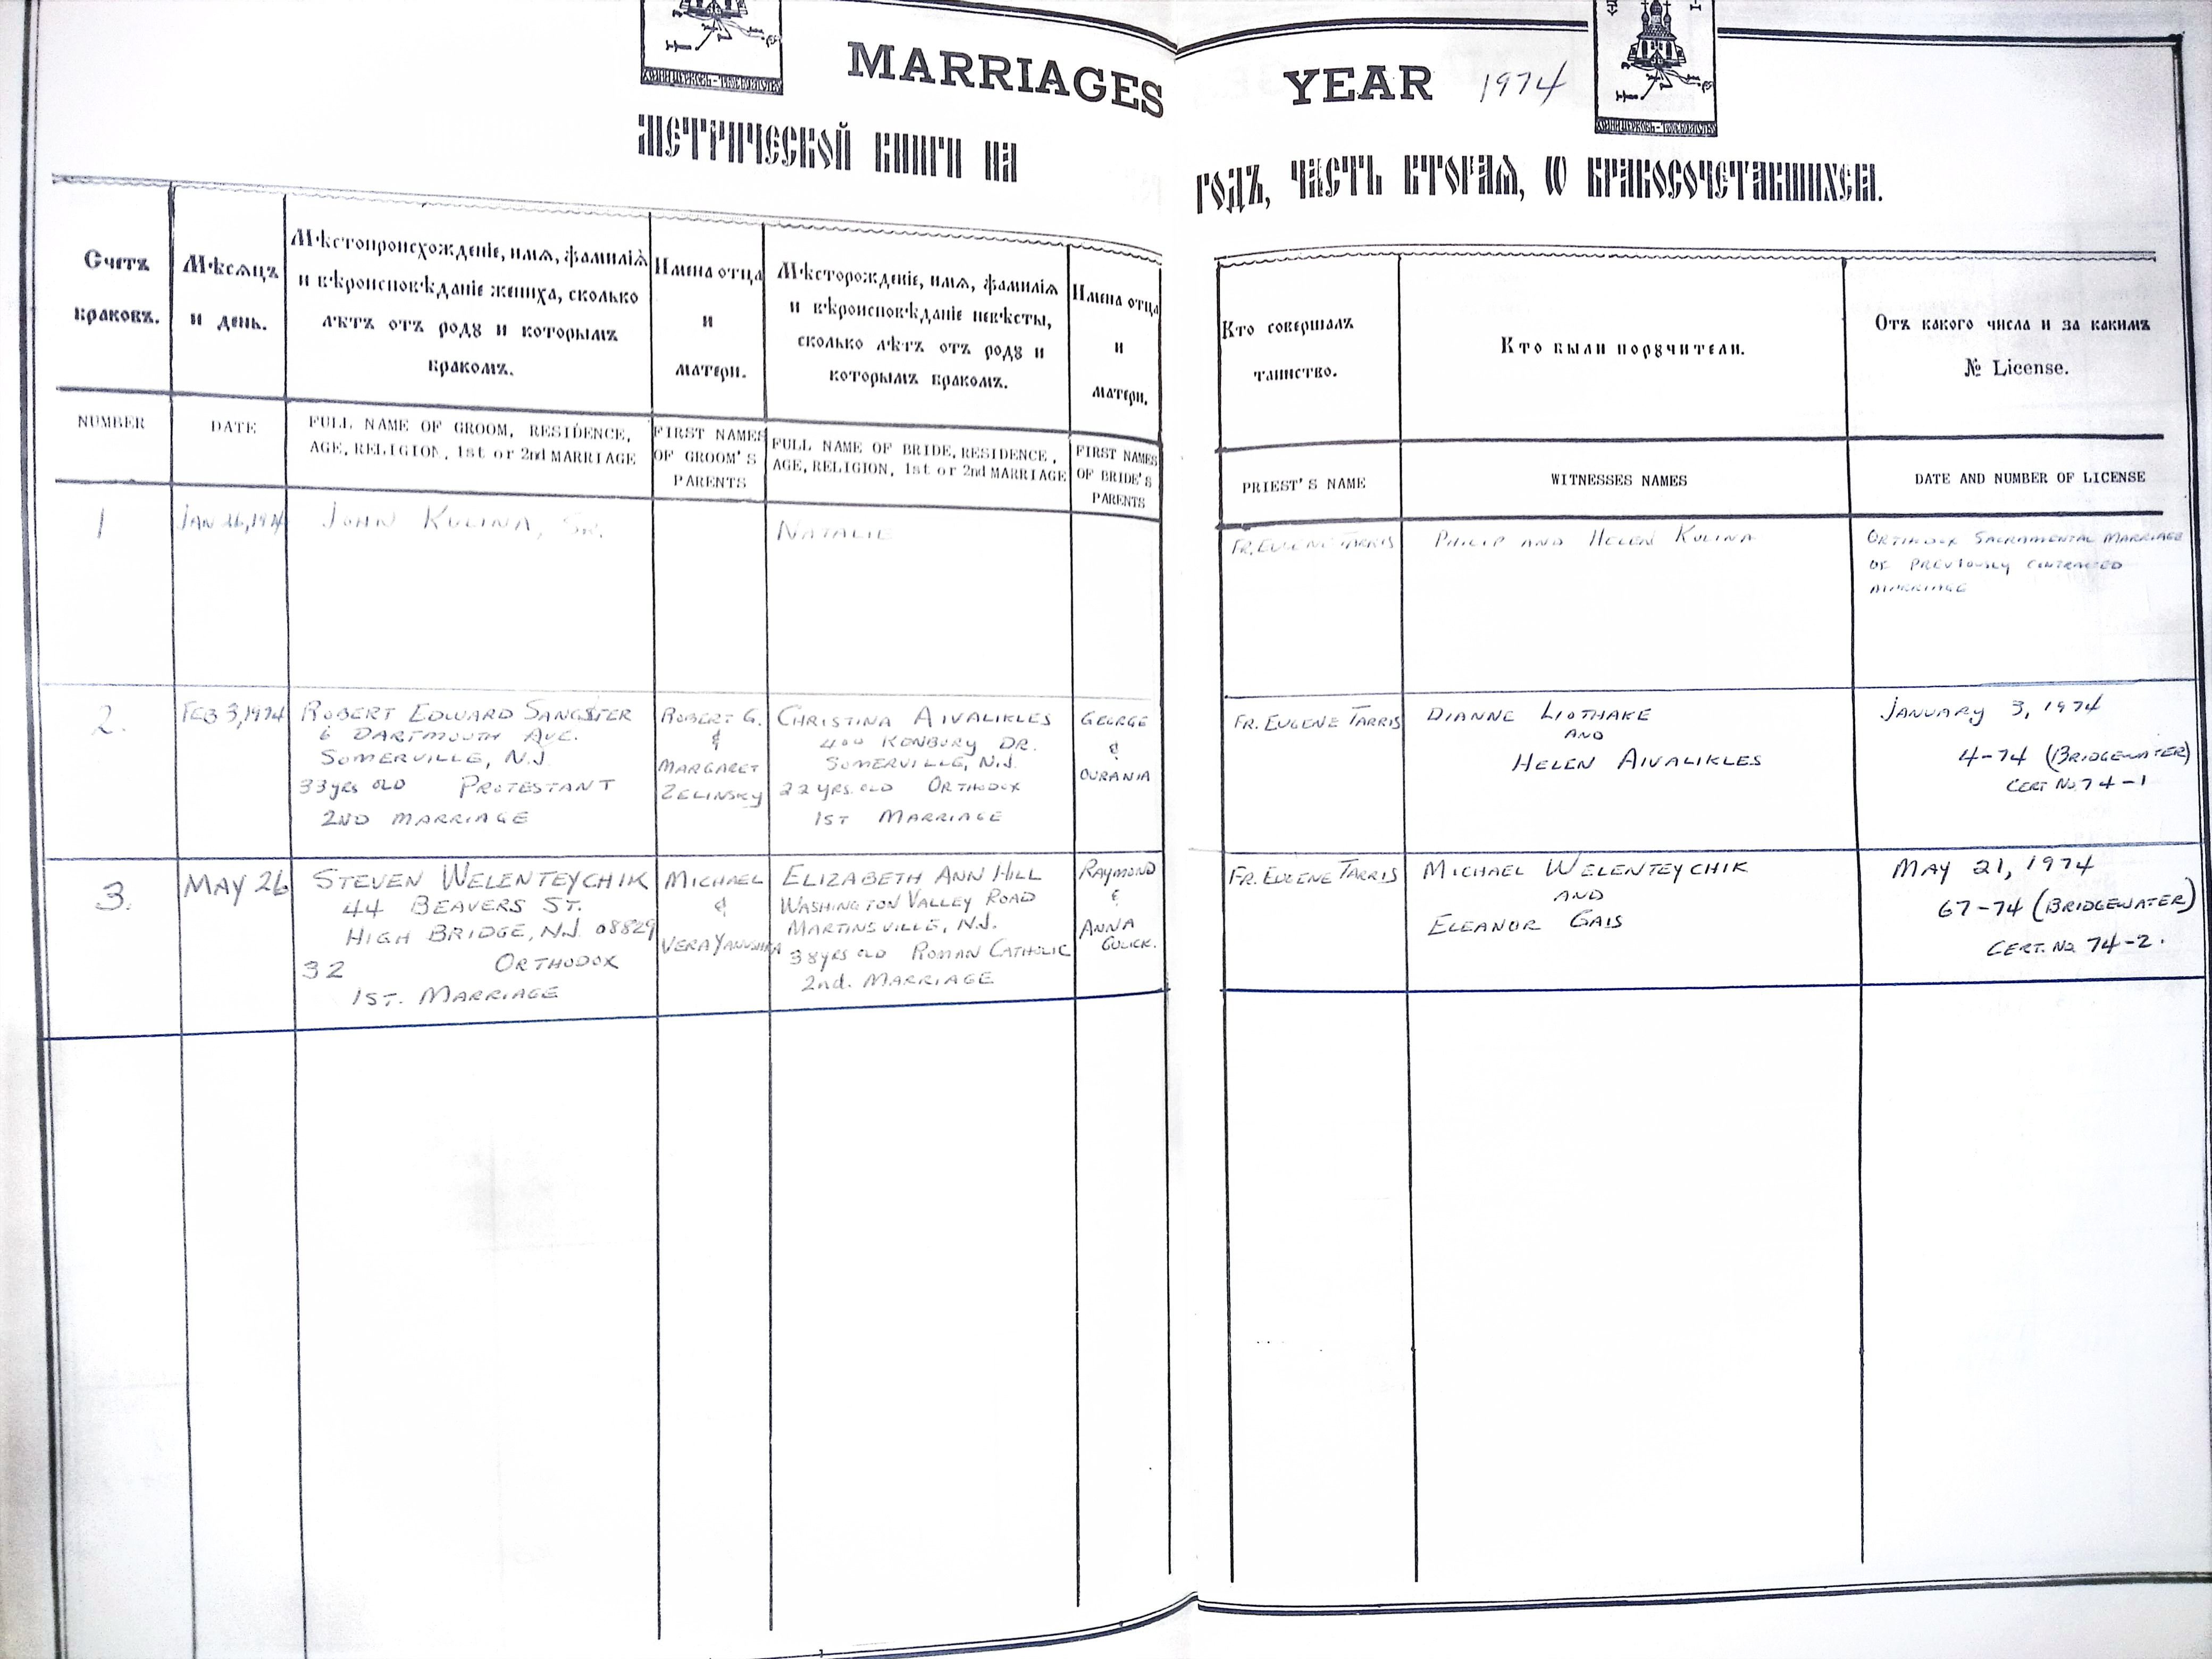 MARRIAGES YEAR 1974
МЕТРИЧЕСКОЙ КНИГИ НА ГОДЪ, ЧАСТЬ ВТОРАЯ, Ѡ БРАКОСОЧЕТАВШИХСЯ.
Счетъ
браковъ.
Мѣсяцъ
и день.
Мѣстопроисхожденіе, имя, фамилія
и вѣроисповѣданіе жениха, сколько
лѣтъ отъ роду и которымъ
бракомъ.
Имена отца
и
матери.
Мѣсторожденіе, имя, фамилія
и вѣроисповѣданіе невѣсты,
сколько лѣтъ отъ роду и
которымъ бракомъ.
Имена отца
и
матери.
Кто совершалъ
таинство.
Кто были поручители.
Отъ какого числа и за какимъ
№ License.
NUMBER
DATE
FULL NAME OF GROOM, RESIDENCE,
AGE, RELIGION, 1st or 2nd MARRIAGE
FIRST NAMES
OF GROOM'S
PARENTS
FULL NAME OF BRIDE, RESIDENCE,
AGE, RELIGION, 1st or 2nd MARRIAGE
FIRST NAMES
OF BRIDE'S
PARENTS
PRIEST'S NAME
WITNESSES NAMES
DATE AND NUMBER OF LICENSE
1
JAN 26, 1974
JOHN KULINA, SR.
NATALIE
FR. EUGENE TARRIS
PHILIP AND HELEN KULINA
ORTHODOX SACRAMENTAL MARRIAGE
OF PREVIOUSLY CONTRACTED
MARRIAGE
2.
FEB 3, 1974
ROBERT EDWARD SANGSTER
6 DARTMOUTH AVE.
SOMERVILLE, N.J.
33 yrs OLD PROTESTANT
2ND MARRIAGE
ROBERT G.
&
MARGARET
ZELINSKY
CHRISTINA AIVALIKLES
400 KENBURY DR.
SOMERVILLE, N.J.
22 YRS. OLD ORTHODOX
1ST MARRIAGE
GEORGE
&
OURANIA
FR. EUGENE TARRIS
DIANNE LIOTHAKE
AND
HELEN AIVALIKLES
JANUARY 3, 1974
4-74 (BRIDGEWATER)
CERT NO. 74-1
3.
MAY 26
STEVEN WELENTEYCHIK
44 BEAVERS ST.
HIGH BRIDGE, N.J. 08829
32 ORTHODOX
1ST. MARRIAGE
MICHAEL
&
VERA YANUSHKA
ELIZABETH ANN HILL
WASHINGTON VALLEY ROAD
MARTINSVILLE, N.J.
38 YRS OLD ROMAN CATHOLIC
2nd. MARRIAGE
RAYMOND
&
ANNA
GULICK.
FR. EUGENE TARRIS
MICHAEL WELENTEYCHIK
AND
ELEANOR GAIS
MAY 21, 1974
67-74 (BRIDGEWATER)
CERT. NO. 74-2.